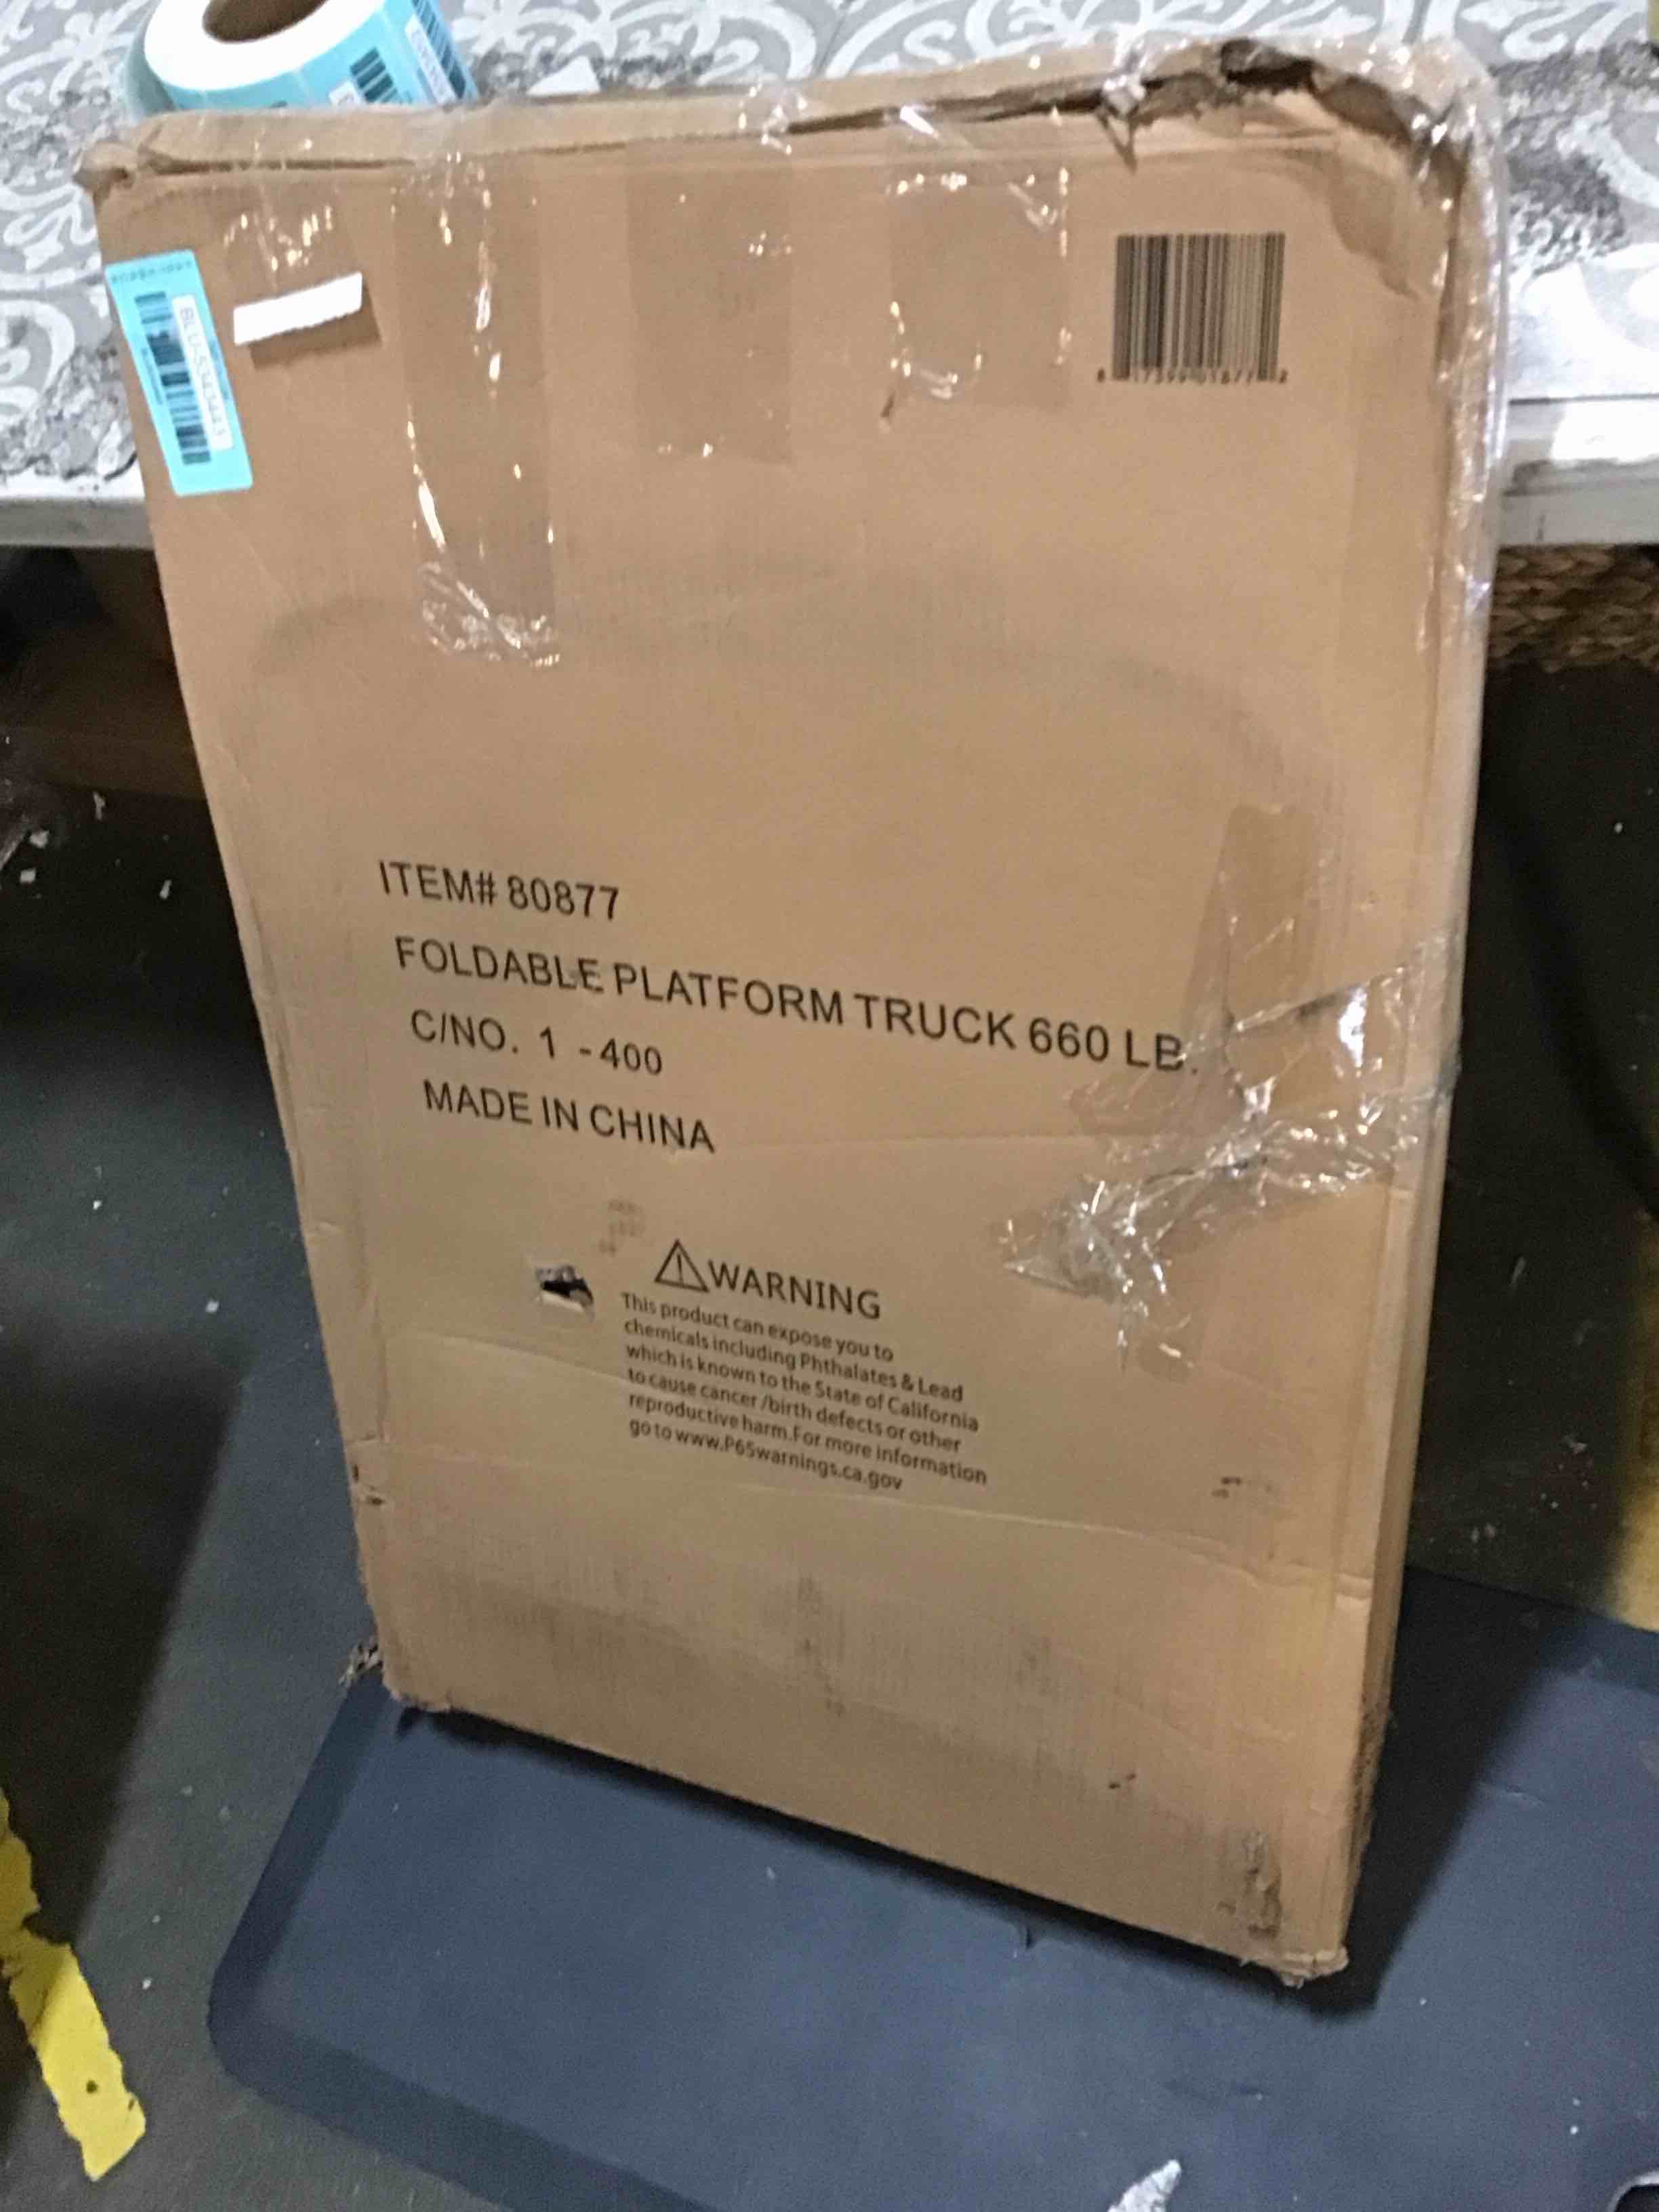 ITEM# 80877
FOLDABLE PLATFORM TRUCK 660 LB.
C/NO. 1 - 400
MADE IN CHINA
WARNING
This product can expose you to
chemicals including Phthalates & Lead
which is known to the State of California
to cause cancer /birth defects or other
reproductive harm.For more information
go to www.P65warnings.ca.gov